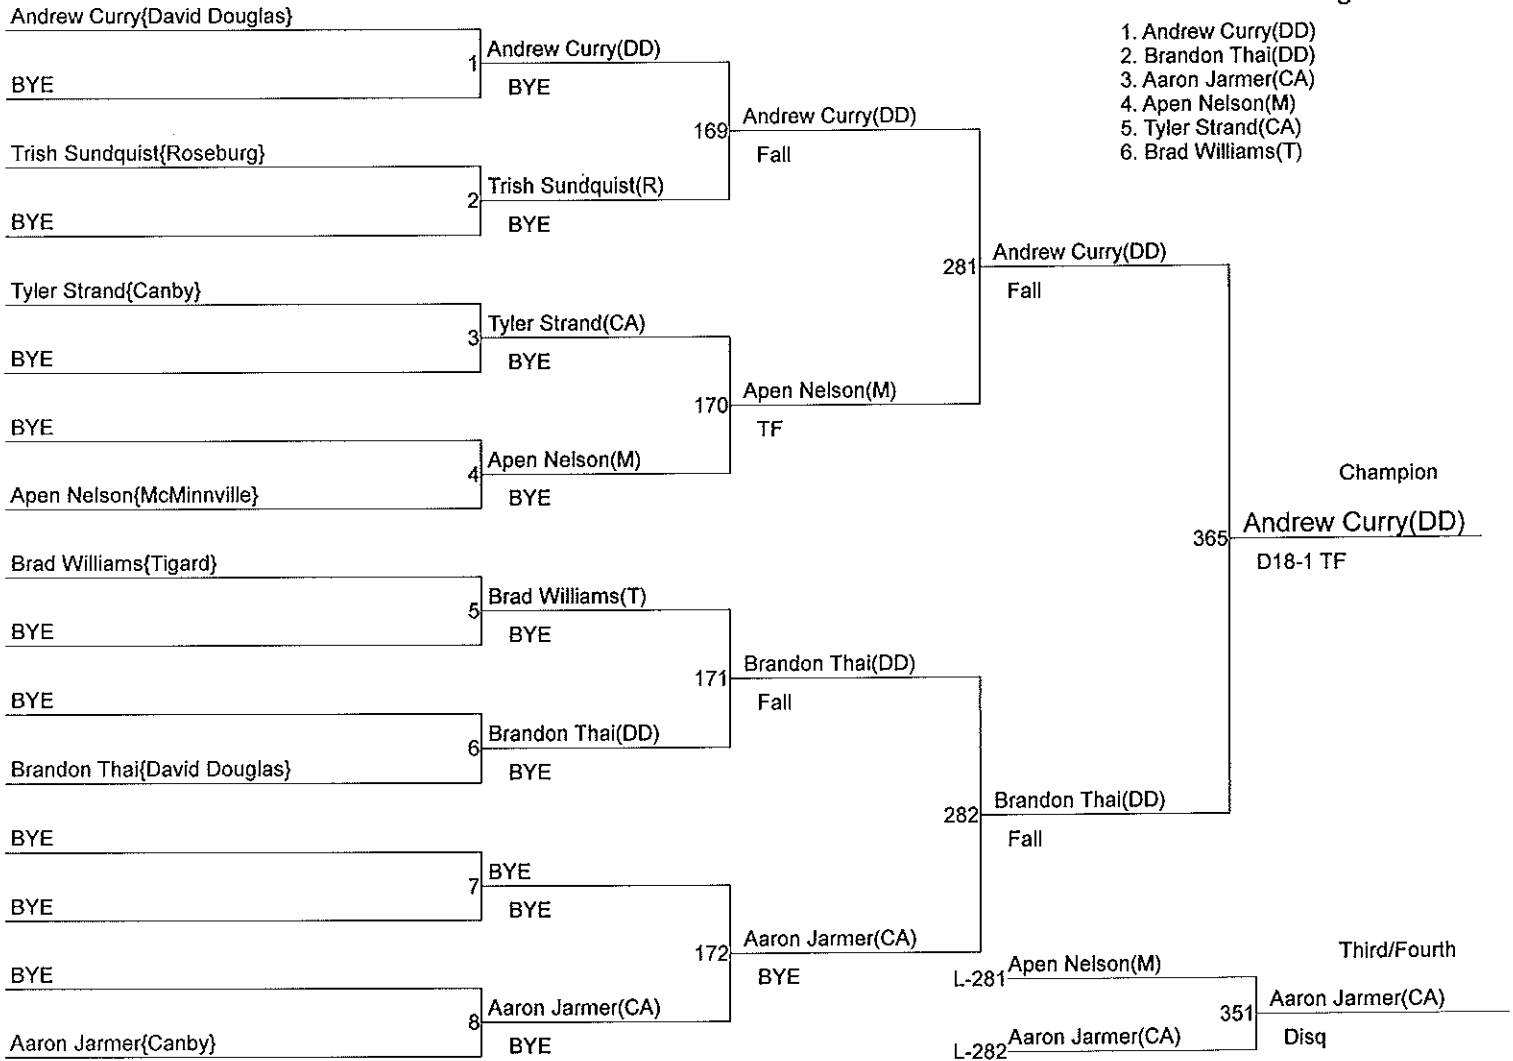 1. Andrew Curry(DD)
2. Brandon Thai(DD)
3. Aaron Jarmer(CA)
4. Apen Nelson(M)
5. Tyler Strand(CA)
6. Brad Williams(T)
Andrew Curry{David Douglas}
BYE
Trish Sundquist{Roseburg}
BYE
Tyler Strand{Canby}
BYE
BYE
Apen Nelson{McMinnville}
Brad Williams{Tigard}
BYE
BYE
Brandon Thai{David Douglas}
BYE
BYE
BYE
Aaron Jarmer{Canby}
1 Andrew Curry(DD)
BYE
2 Trish Sundquist(R)
BYE
3 Tyler Strand(CA)
BYE
4 Apen Nelson(M)
BYE
5 Brad Williams(T)
BYE
6 Brandon Thai(DD)
BYE
7 BYE
BYE
8 Aaron Jarmer(CA)
BYE
169 Andrew Curry(DD)
Fall
170 Apen Nelson(M)
TF
171 Brandon Thai(DD)
Fall
172 Aaron Jarmer(CA)
BYE
281 Andrew Curry(DD)
Fall
282 Brandon Thai(DD)
Fall
Champion
365 Andrew Curry(DD)
D18-1 TF
Third/Fourth
L-281 Apen Nelson(M)
L-282 Aaron Jarmer(CA)
351 Aaron Jarmer(CA)
Disq